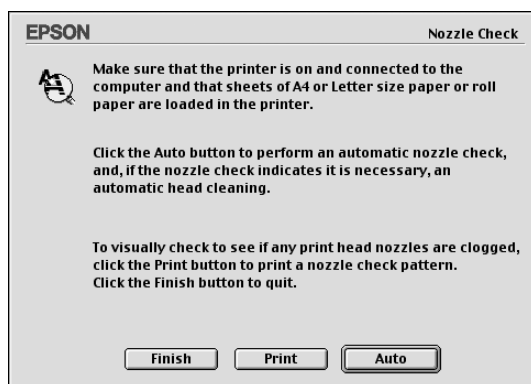 EPSON
Nozzle Check
Make sure that the printer is on and connected to the
computer and that sheets of A4 or Letter size paper or roll
paper are loaded in the printer.
Click the Auto button to perform an automatic nozzle check,
and, if the nozzle check indicates it is necessary, an
automatic head cleaning.
To visually check to see if any print head nozzles are clogged,
click the Print button to print a nozzle check pattern.
Click the Finish button to quit.
Finish
Print
Auto